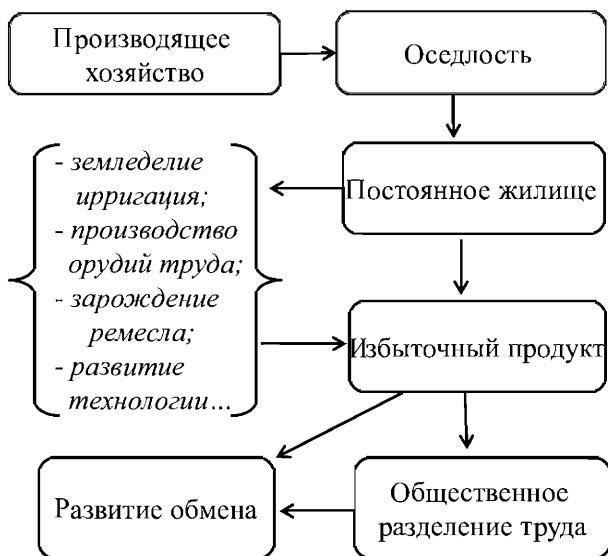 Производящее
хозяйство
Оседлость
Постоянное жилище
- земледелие
ирригация;
- производство
орудий труда;
- зарождение
ремесла;
- развитие
технологии...
Избыточный продукт
Развитие обмена
Общественное
разделение труда